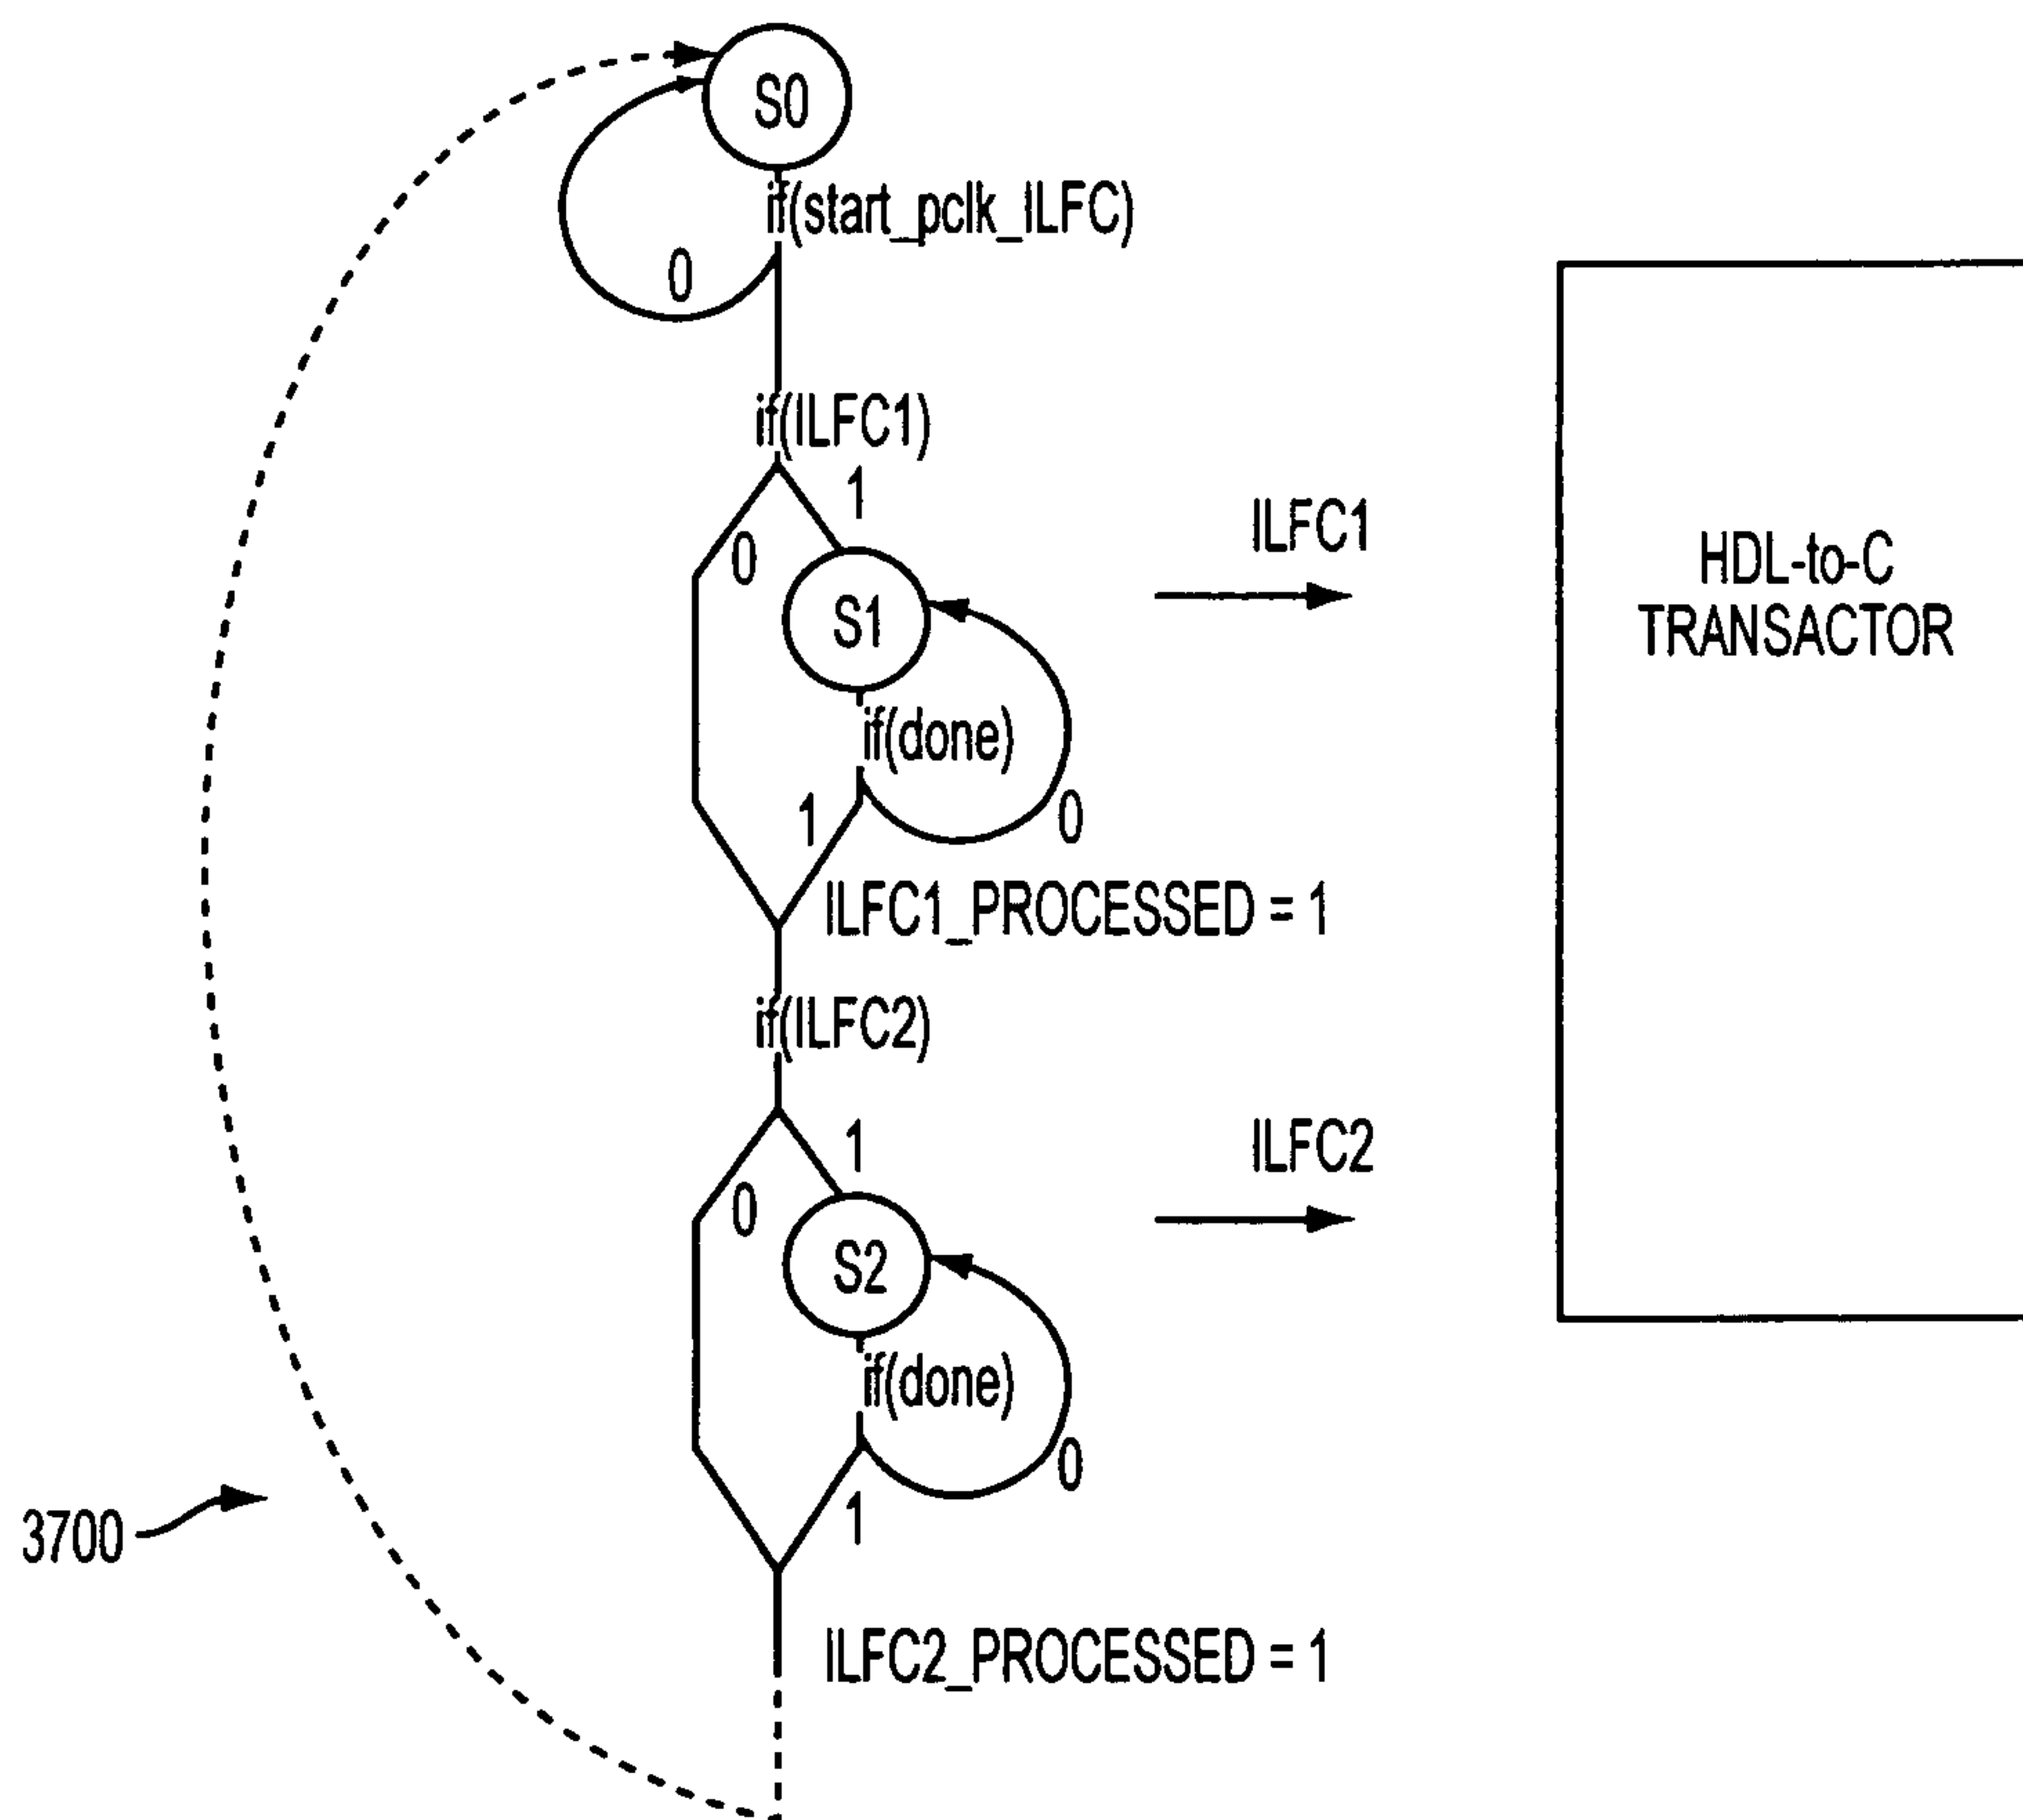 S0
if(start_pclk_ILFC)
0
if(ILFC1)
1
0
S1
if(done)
1
0
ILFC1_PROCESSED = 1
if(ILFC2)
1
0
S2
if(done)
0
1
ILFC2_PROCESSED = 1
ILFC1
ILFC2
HDL-to-C
TRANSACTOR
3700